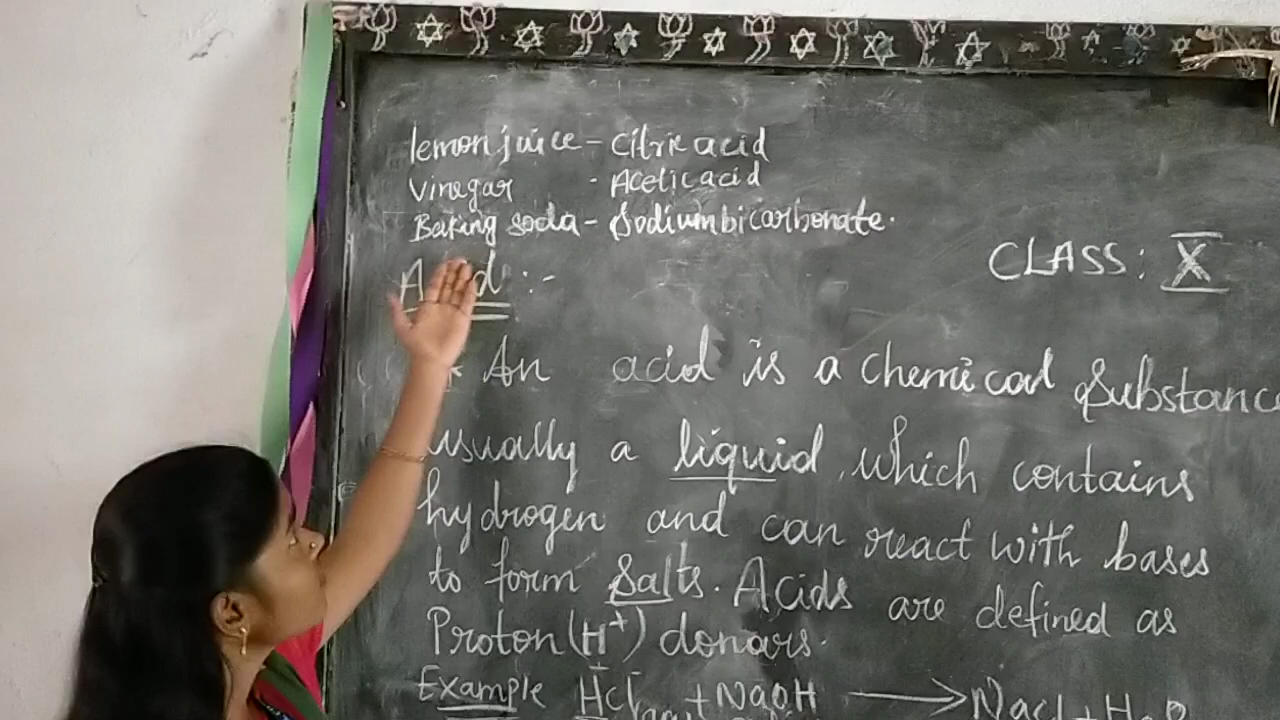 lemon juice - Citric acid
Vinegar - Acetic acid
Baking soda - Sodium bicarbonate.
CLASS: X
Acid :-
* An acid is a chemical Substance
usually a liquid, which contains
hydrogen and can react with bases
to form Salts. Acids are defined as
Proton (H+) donars.
Example HCl + NaOH → NaCl + H2O